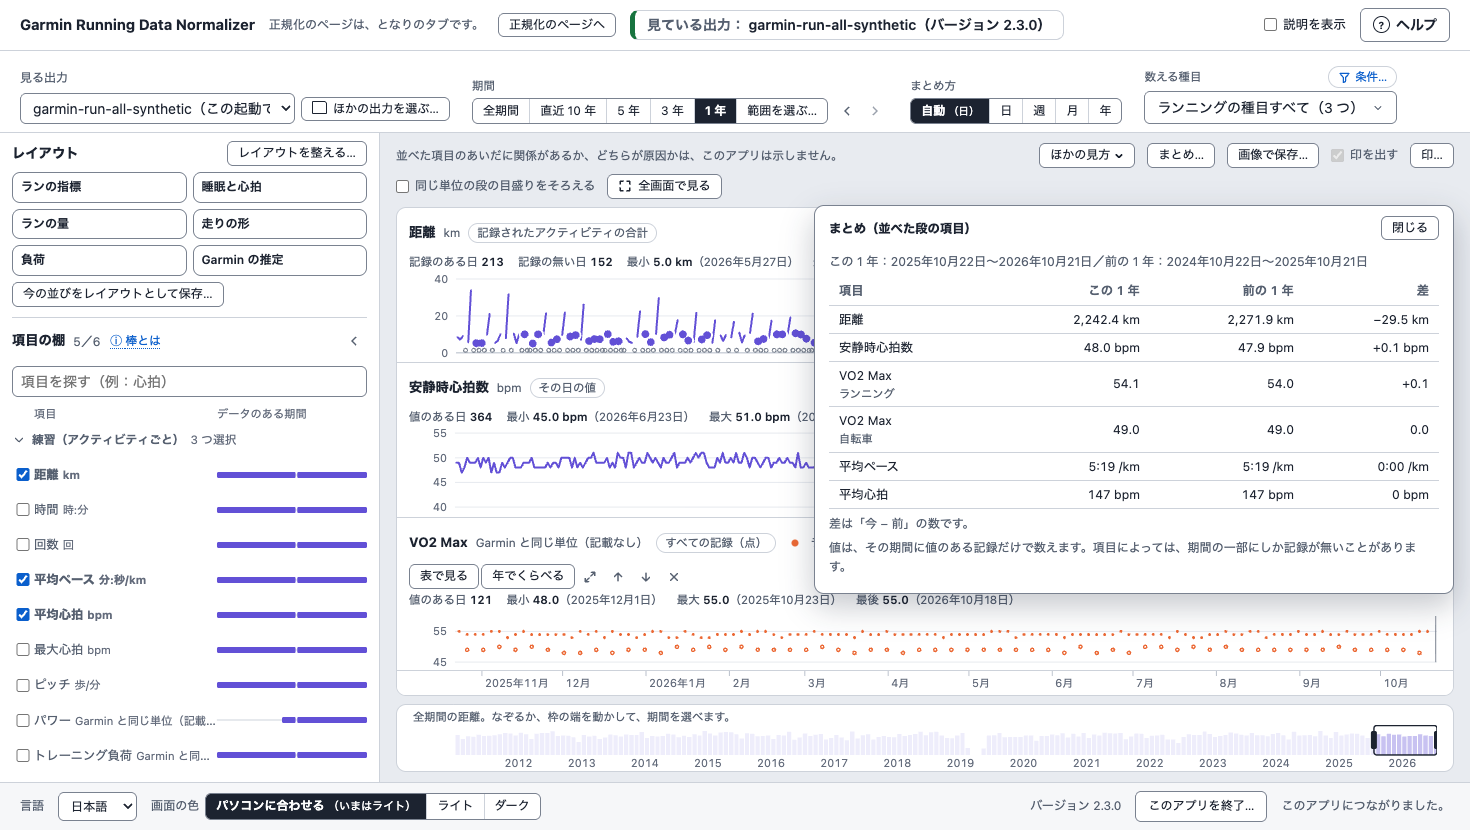 Garmin Running Data Normalizer
正規化のページは、となりのタブです。
正規化のページへ
見ている出力： garmin-run-all-synthetic（バージョン 2.3.0）
説明を表示
ヘルプ
見る出力
garmin-run-all-synthetic（この起動で
ほかの出力を選ぶ…
期間
全期間 直近 10 年 5 年 3 年 1 年 範囲を選ぶ…
まとめ方
自動 （日） 日 週 月 年
数える種目
条件…
ランニングの種目すべて（3 つ）
レイアウト
レイアウトを整える…
ランの指標 睡眠と心拍
ランの量 走りの形
負荷 Garmin の推定
今の並びをレイアウトとして保存…
項目の棚 5／6 ⓘ 棒とは
項目を探す（例：心拍）
項目 データのある期間
練習（アクティビティごと） 3 つ選択
距離 km
時間 時:分
回数 回
平均ペース 分:秒/km
平均心拍 bpm
最大心拍 bpm
ピッチ 歩/分
パワー Garmin と同じ単位（記載…
トレーニング負荷 Garmin と同…
並べた項目のあいだに関係があるか、どちらが原因かは、このアプリは示しません。
ほかの見方
まとめ…
画像で保存…
印を出す
印…
同じ単位の段の目盛りをそろえる
全画面で見る
距離 km 記録されたアクティビティの合計
記録のある日 213 記録の無い日 152 最小 5.0 km（2026年5月27日）
40
20
0
安静時心拍数 bpm その日の値
値のある日 364 最小 45.0 bpm（2026年6月23日） 最大 51.0 bpm（20
55
50
45
40
VO2 Max Garmin と同じ単位（記載なし） すべての記録（点）
表で見る 年でくらべる
値のある日 121 最小 48.0（2025年12月1日） 最大 55.0（2025年10月23日） 最後 55.0（2026年10月18日）
55
45
2025年11月 12月 2026年1月 2月 3月 4月 5月 6月 7月 8月 9月 10月
まとめ（並べた段の項目）
閉じる
この 1 年：2025年10月22日〜2026年10月21日／前の 1 年：2024年10月22日〜2025年10月21日
項目 この 1 年 前の 1 年 差
距離 2,242.4 km 2,271.9 km −29.5 km
安静時心拍数 48.0 bpm 47.9 bpm +0.1 bpm
VO2 Max
ランニング 54.1 54.0 +0.1
VO2 Max
自転車 49.0 49.0 0.0
平均ペース 5:19 /km 5:19 /km 0:00 /km
平均心拍 147 bpm 147 bpm 0 bpm
差は「今 − 前」の数です。
値は、その期間に値のある記録だけで数えます。項目によっては、期間の一部にしか記録が無いことがありま
す。
全期間の距離。なぞるか、枠の端を動かして、期間を選べます。
2012 2013 2014 2015 2016 2017 2018 2019 2020 2021 2022 2023 2024 2025 2026
言語
日本語
画面の色
パソコンに合わせる （いまはライト） ライト ダーク
バージョン 2.3.0
このアプリを終了…
このアプリにつながりました。